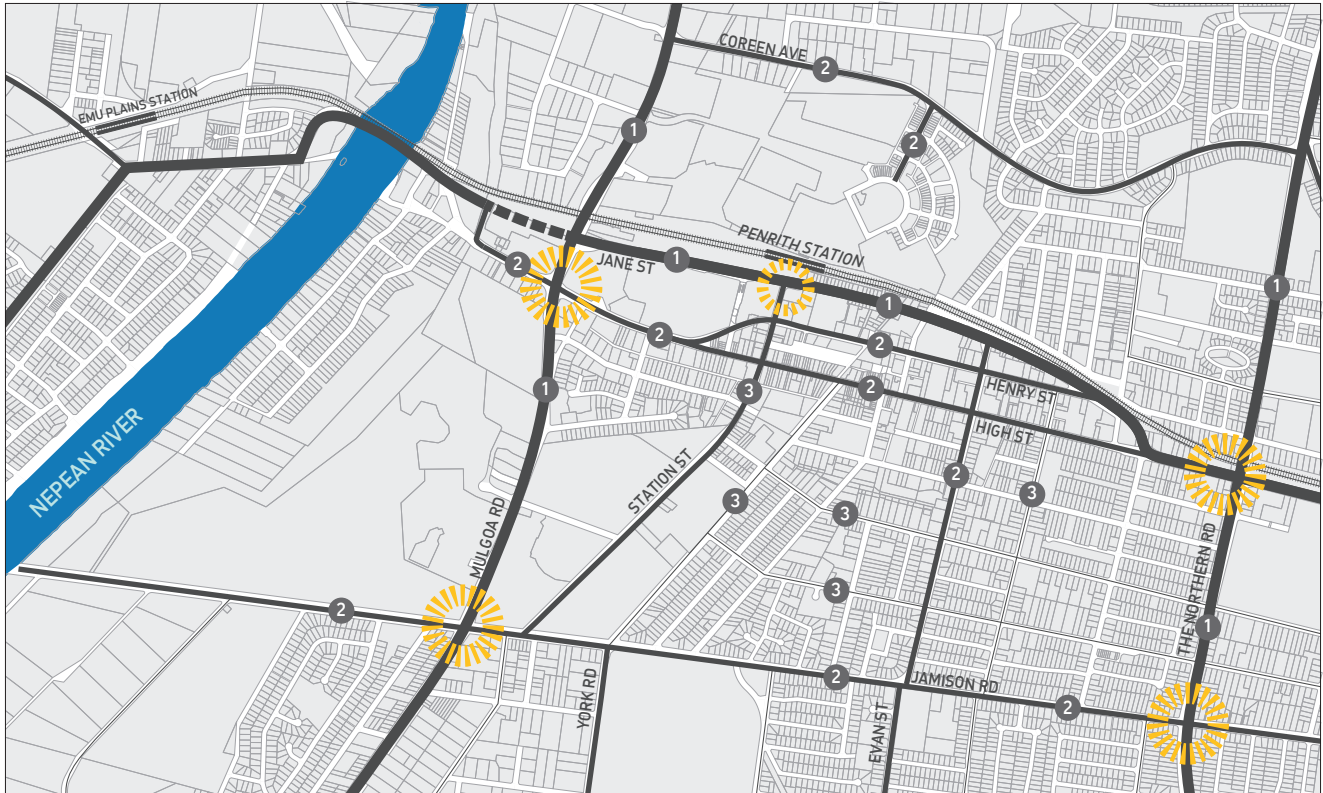 COREEN AVE
2
EMU PLAINS STATION
1
2
PENRITH STATION
2
JANE ST
1
1
1
2
2
HENRY ST
1
3
2
HIGH ST
NEPEAN RIVER
STATION ST
2
3
3
3
MULGOA RD
THE NORTHERN RD
3
2
1
2
JAMISON RD
YORK RD
2
EVAN ST